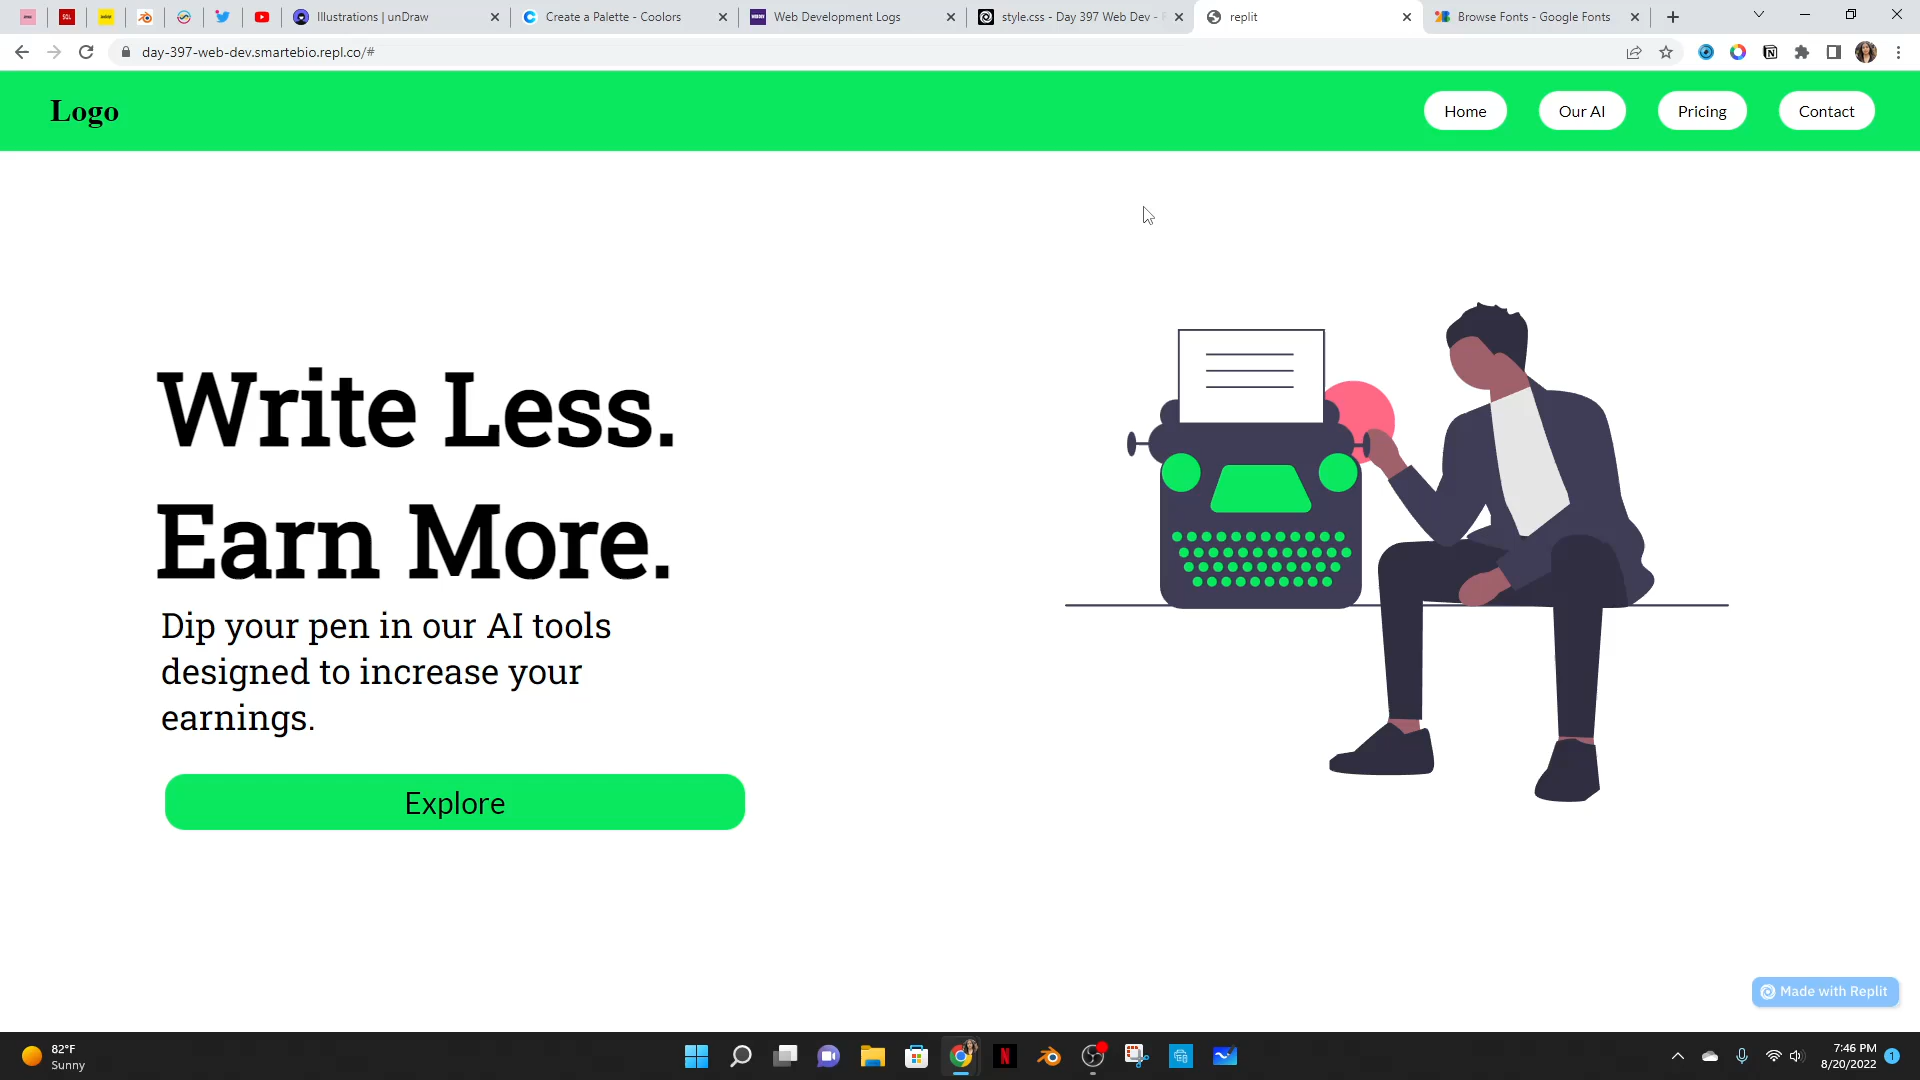 SQL
Illustrations | unDraw
Create a Palette - Coolors
Web Development Logs
style.css - Day 397 Web Dev -
replit
Browse Fonts - Google Fonts
day-397-web-dev.smartebio.repl.co/#
Logo
Home
Our AI
Pricing
Contact
Write Less.
Earn More.
Dip your pen in our AI tools
designed to increase your
earnings.
Explore
Made with Replit
82°F
Sunny
7:46 PM
8/20/2022
1